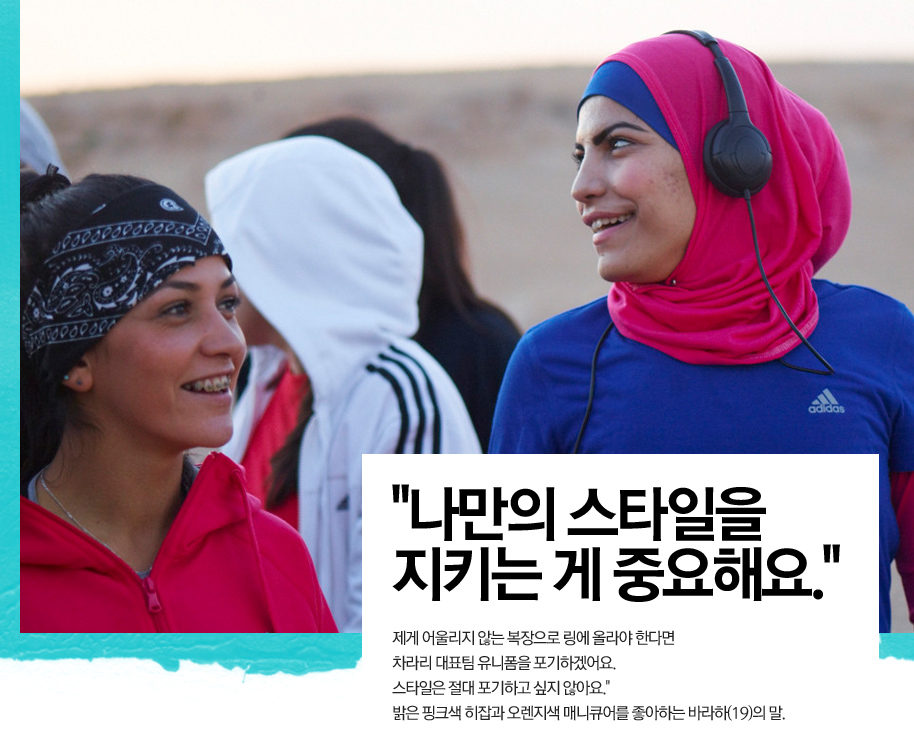 adidas
"나만의 스타일을
지키는 게 중요해요."
제게 어울리지 않는 복장으로 링에 올라야 한다면
차라리 대표팀 유니폼을 포기하겠어요.
스타일은 절대 포기하고 싶지 않아요."
밝은 핑크색 히잡과 오렌지색 매니큐어를 좋아하는 바라하(19)의 말.